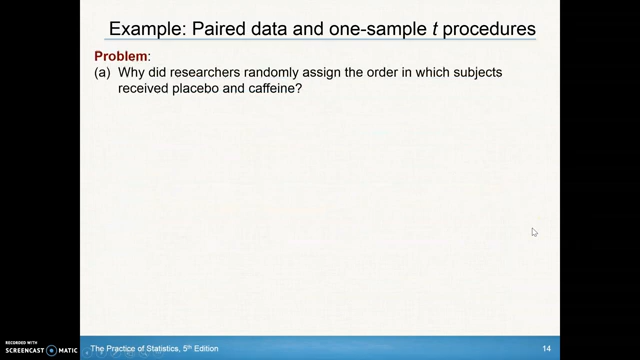 Example: Paired data and one-sample t procedures
Problem:
(a) Why did researchers randomly assign the order in which subjects
received placebo and caffeine?
The Practice of Statistics, 5th Edition
14
RECORDED WITH
SCREENCAST MATIC